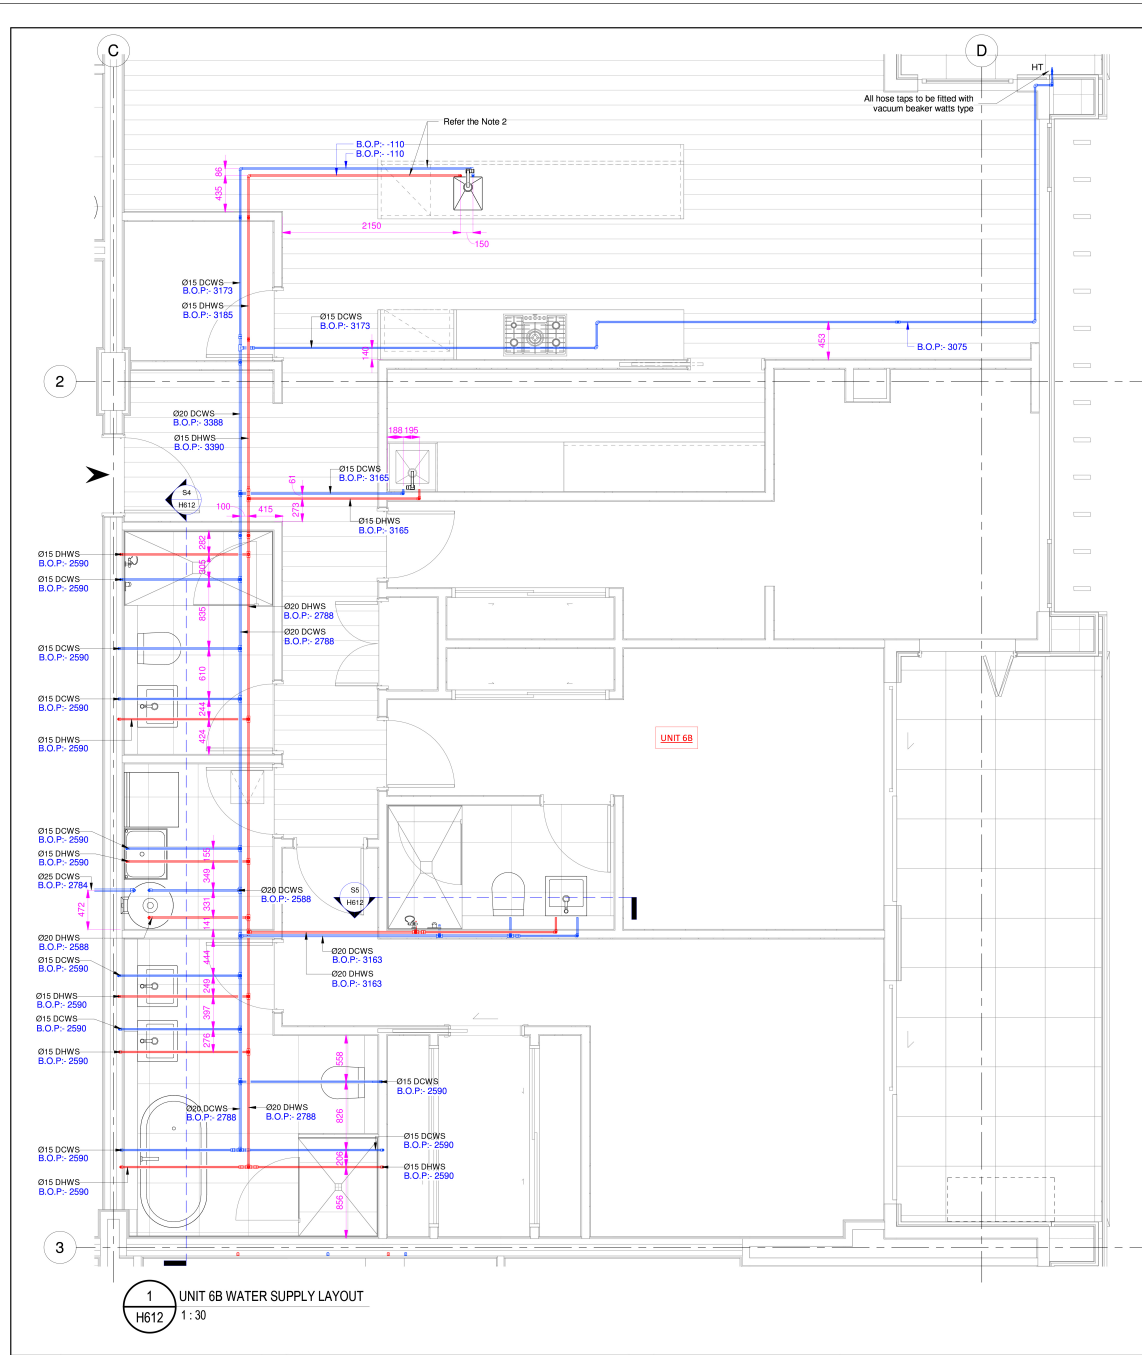 C
D
HT
All hose taps to be fitted with
vacuum beaker watts type
Refer the Note 2
B.O.P:- -110
B.O.P:- -110
86
435
2150
150
Ø15 DCWS
B.O.P:- 3173
Ø15 DHWS
B.O.P:- 3185
Ø15 DCWS
B.O.P:- 3173
140
453
B.O.P:- 3075
2
Ø20 DCWS
B.O.P:- 3388
Ø15 DHWS
B.O.P:- 3390
188
195
Ø15 DCWS
B.O.P:- 3165
61
273
S4
H612
100
415
Ø15 DHWS
B.O.P:- 3165
282
Ø15 DHWS
B.O.P:- 2590
305
Ø15 DCWS
B.O.P:- 2590
835
Ø20 DHWS
B.O.P:- 2788
Ø20 DCWS
B.O.P:- 2788
Ø15 DCWS
B.O.P:- 2590
610
Ø15 DCWS
B.O.P:- 2590
244
424
Ø15 DHWS
B.O.P:- 2590
UNIT 6B
Ø15 DCWS
B.O.P:- 2590
155
Ø15 DHWS
B.O.P:- 2590
349
Ø25 DCWS
B.O.P:- 2784
Ø20 DCWS
B.O.P:- 2588
S5
H612
472
331
141
Ø20 DHWS
B.O.P:- 2588
444
Ø20 DCWS
B.O.P:- 3163
Ø20 DHWS
B.O.P:- 3163
Ø15 DCWS
B.O.P:- 2590
249
Ø15 DHWS
B.O.P:- 2590
397
Ø15 DCWS
B.O.P:- 2590
276
Ø15 DHWS
B.O.P:- 2590
558
Ø15 DCWS
B.O.P:- 2590
826
Ø20 DCWS
B.O.P:- 2788
Ø20 DHWS
B.O.P:- 2788
Ø15 DCWS
B.O.P:- 2590
Ø15 DCWS
B.O.P:- 2590
206
Ø15 DHWS
B.O.P:- 2590
Ø15 DHWS
B.O.P:- 2590
856
3
1
H612
UNIT 6B WATER SUPPLY LAYOUT
1 : 30